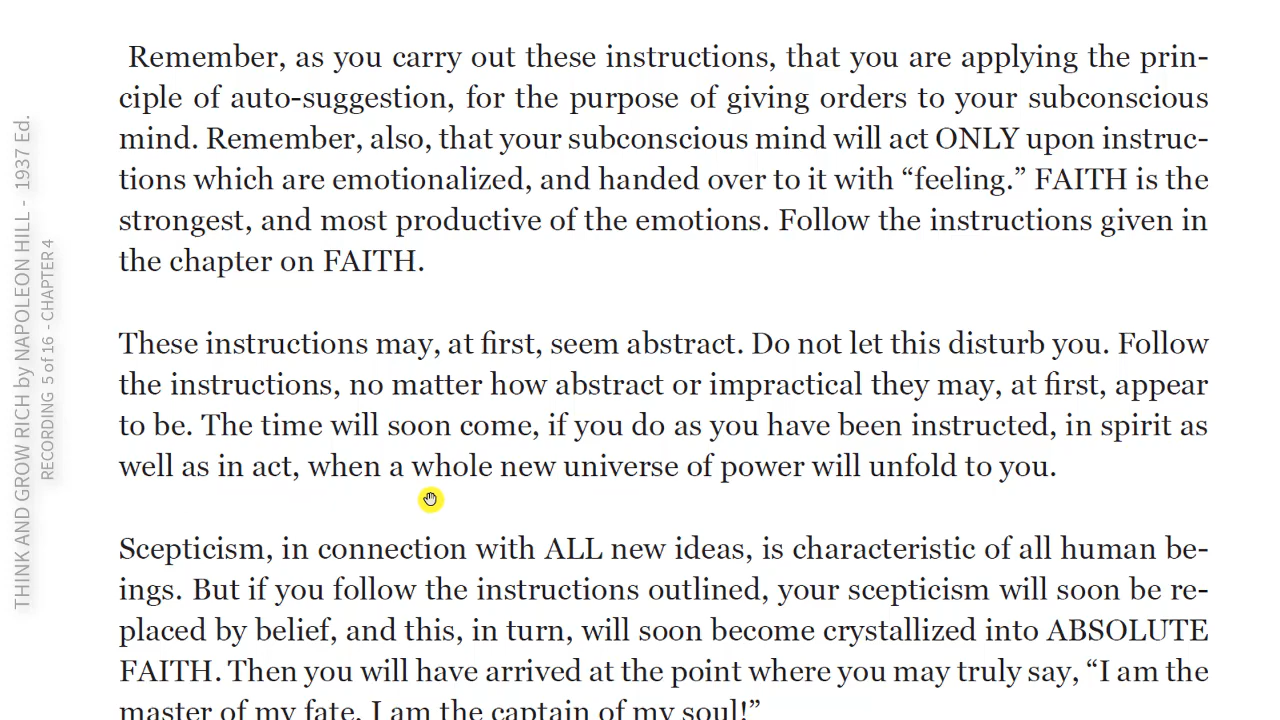 Remember, as you carry out these instructions, that you are applying the prin-
ciple of auto-suggestion, for the purpose of giving orders to your subconscious
mind. Remember, also, that your subconscious mind will act ONLY upon instruc-
tions which are emotionalized, and handed over to it with “feeling.” FAITH is the
strongest, and most productive of the emotions. Follow the instructions given in
the chapter on FAITH.
These instructions may, at first, seem abstract. Do not let this disturb you. Follow
the instructions, no matter how abstract or impractical they may, at first, appear
to be. The time will soon come, if you do as you have been instructed, in spirit as
well as in act, when a whole new universe of power will unfold to you.
Scepticism, in connection with ALL new ideas, is characteristic of all human be-
ings. But if you follow the instructions outlined, your scepticism will soon be re-
placed by belief, and this, in turn, will soon become crystallized into ABSOLUTE
FAITH. Then you will have arrived at the point where you may truly say, “I am the
master of my fate, I am the captain of my soul!”
THINK AND GROW RICH by NAPOLEON HILL - 1937 Ed.
RECORDING 5 of 16 - CHAPTER 4